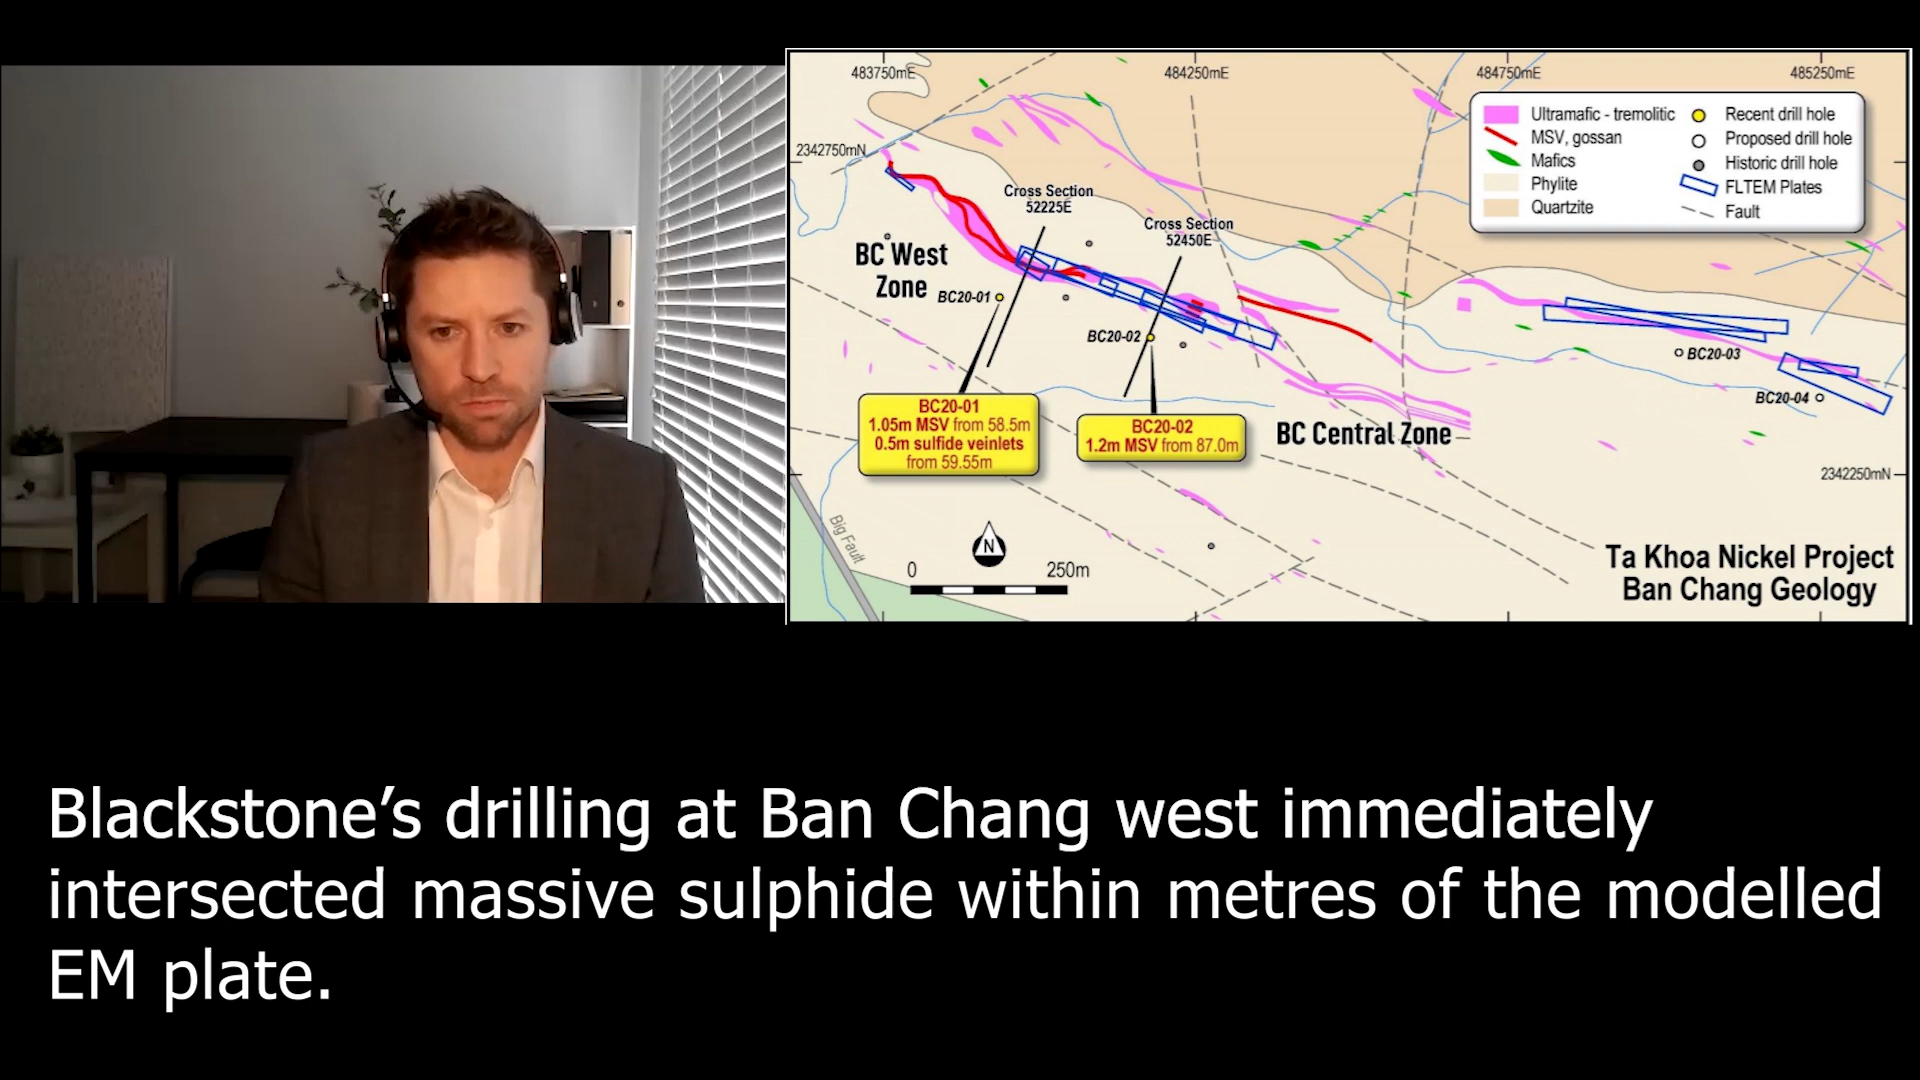 483750mE
484250mE
484750mE
485250mE
2342750mN
Ultramafic - tremolitic
MSV, gossan
Mafics
Phylite
Quartzite
Recent drill hole
Proposed drill hole
Historic drill hole
FLTEM Plates
Fault
Cross Section
52225E
Cross Section
52450E
BC West
Zone
BC20-01
BC20-02
BC20-03
BC20-04
BC20-01
1.05m MSV from 58.5m
0.5m sulfide veinlets
from 59.55m
BC20-02
1.2m MSV from 87.0m
BC Central Zone
2342250mN
Big Fault
N
0 250m
Ta Khoa Nickel Project
Ban Chang Geology
Blackstone’s drilling at Ban Chang west immediately
intersected massive sulphide within metres of the modelled
EM plate.